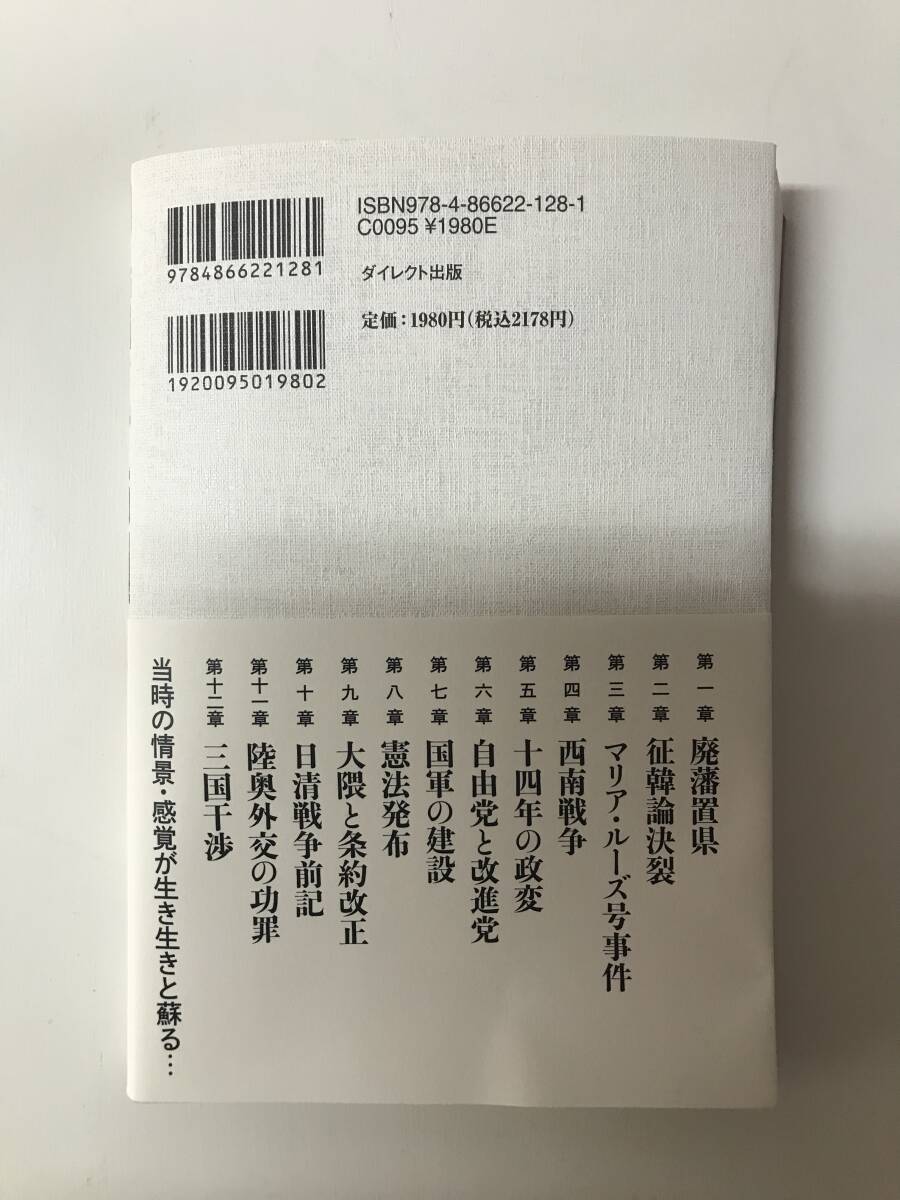 9784866221281
1920095019802
ISBN978-4-86622-128-1
C0095 ¥1980E
ダイレクト出版
定価：1980円（税込2178円）
第一章 廃藩置県
第二章 征韓論決裂
第三章 マリア・ルーズ号事件
第四章 西南戦争
第五章 十四年の政変
第六章 自由党と改進党
第七章 国軍の建設
第八章 憲法発布
第九章 大隈と条約改正
第十章 日清戦争前記
第十一章 陸奥外交の功罪
第十二章 三国干渉
当時の情景・感覚が生き生きと蘇る…